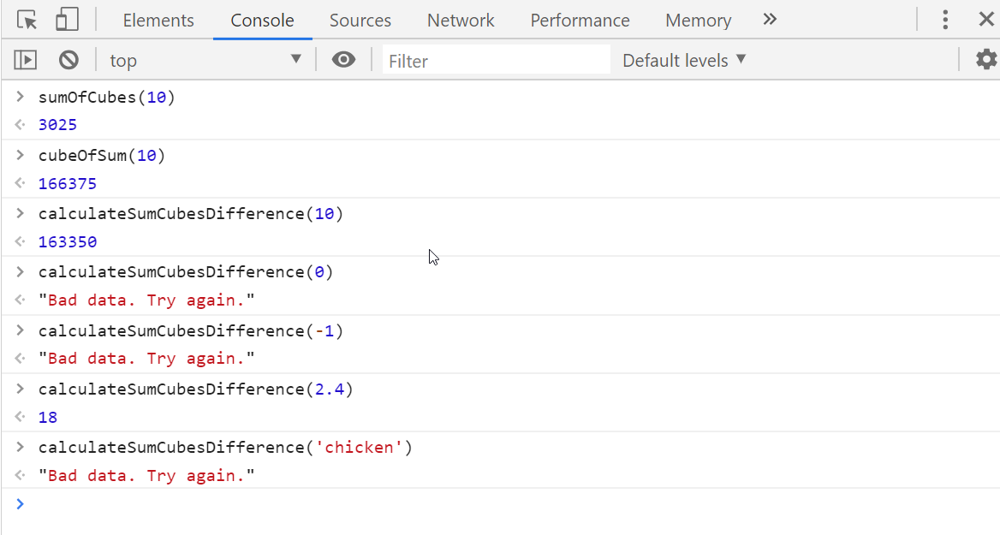 Elements Console Sources Network Performance Memory
top Filter Default levels
sumOfCubes(10)
3025
cubeOfSum(10)
166375
calculateSumCubesDifference(10)
163350
calculateSumCubesDifference(0)
"Bad data. Try again."
calculateSumCubesDifference(-1)
"Bad data. Try again."
calculateSumCubesDifference(2.4)
18
calculateSumCubesDifference('chicken')
"Bad data. Try again."